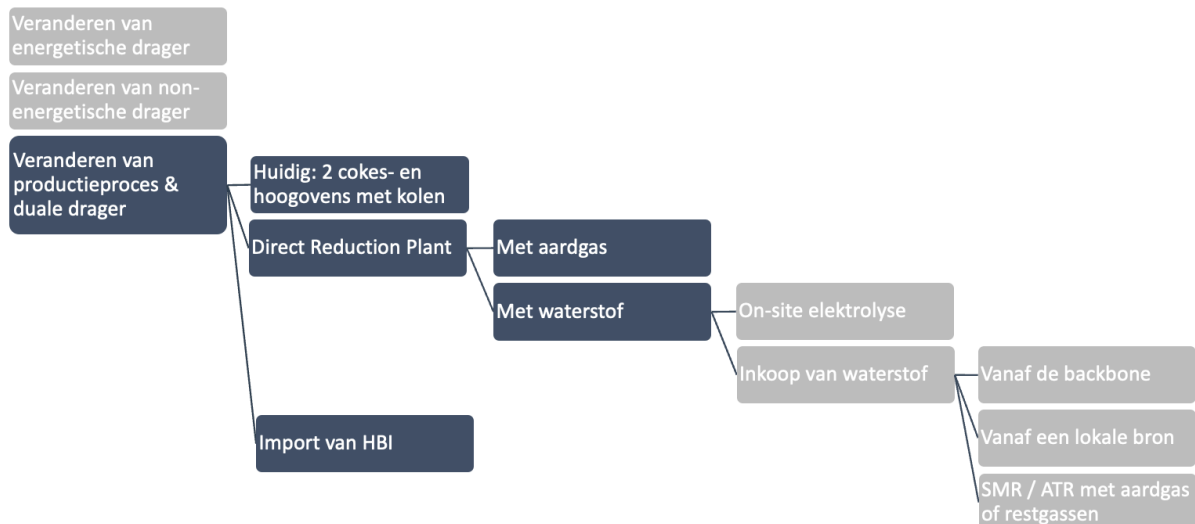 Veranderen van
energetische drager
Veranderen van non-
energetische drager
Veranderen van
productieproces &
duale drager
Huidig: 2 cokes- en
hoogovens met kolen
Direct Reduction Plant
Met aardgas
Met waterstof
On-site elektrolyse
Inkoop van waterstof
Vanaf de backbone
Vanaf een lokale bron
SMR / ATR met aardgas
of restgassen
Import van HBI